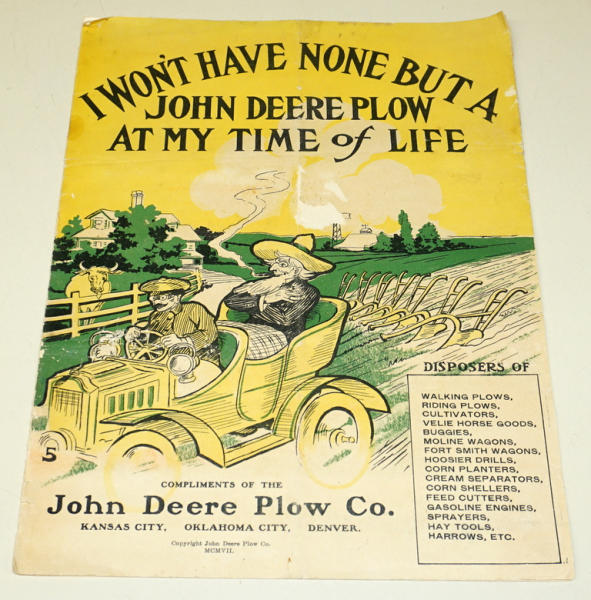 I WON'T HAVE NONE BUT A
JOHN DEERE PLOW
AT MY TIME of LIFE
DISPOSERS OF
WALKING PLOWS,
RIDING PLOWS,
CULTIVATORS,
VELIE HORSE GOODS,
BUGGIES,
MOLINE WAGONS,
FORT SMITH WAGONS,
HOOSIER DRILLS,
CORN PLANTERS,
CREAM SEPARATORS,
CORN SHELLERS,
FEED CUTTERS,
GASOLINE ENGINES,
SPRAYERS,
HAY TOOLS,
HARROWS, ETC.
5
COMPLIMENTS OF THE
John Deere Plow Co.
KANSAS CITY, OKLAHOMA CITY, DENVER.
Copyright John Deere Plow Co.
MCMVII.